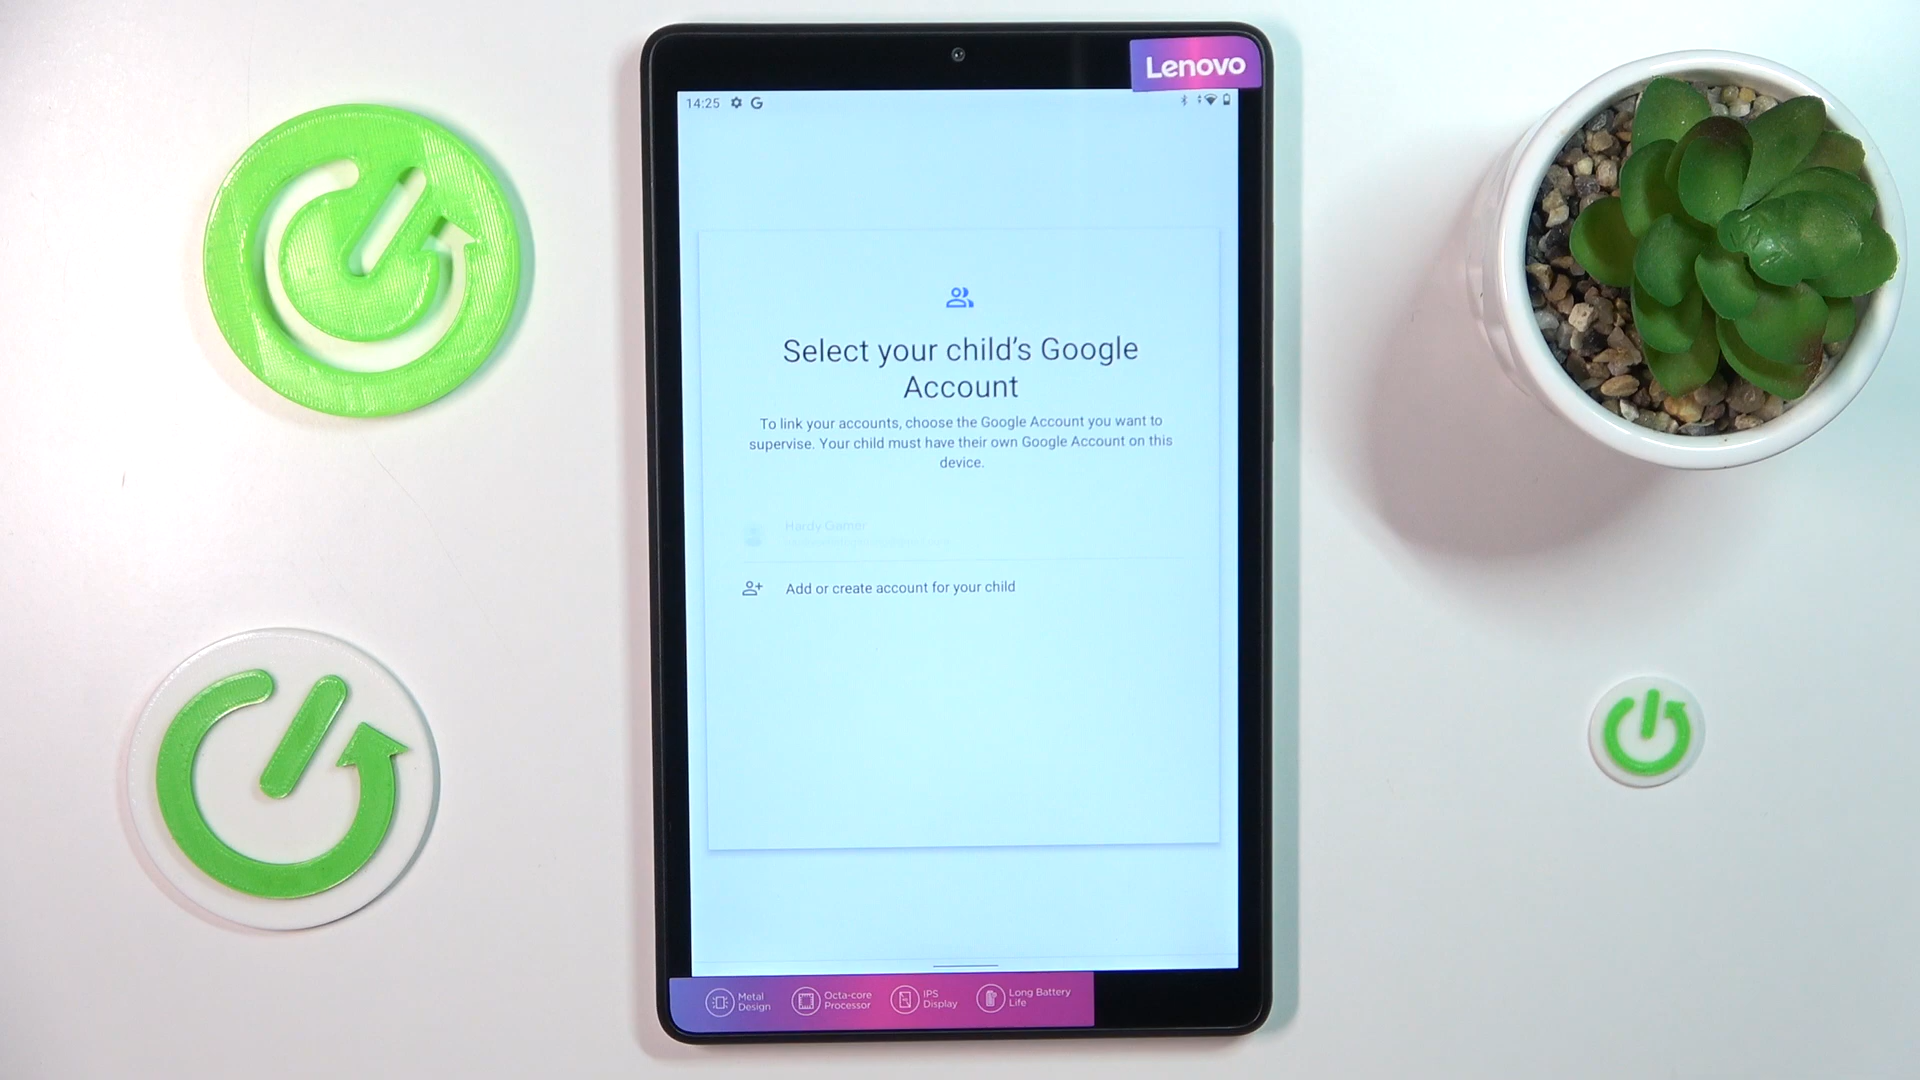 Lenovo
14:25
Select your child's Google
Account
To link your accounts, choose the Google Account you want to
supervise. Your child must have their own Google Account on this
device.
Hardy Gamer
Add or create account for your child
Metal
Design
Octa-core
Processor
IPS
Display
Long Battery
Life